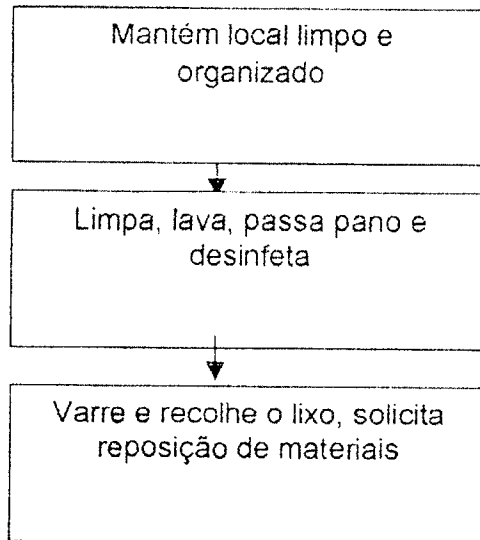 Mantém local limpo e
organizado
Limpa, lava, passa pano e
desinfeta
Varre e recolhe o lixo, solicita
reposição de materiais